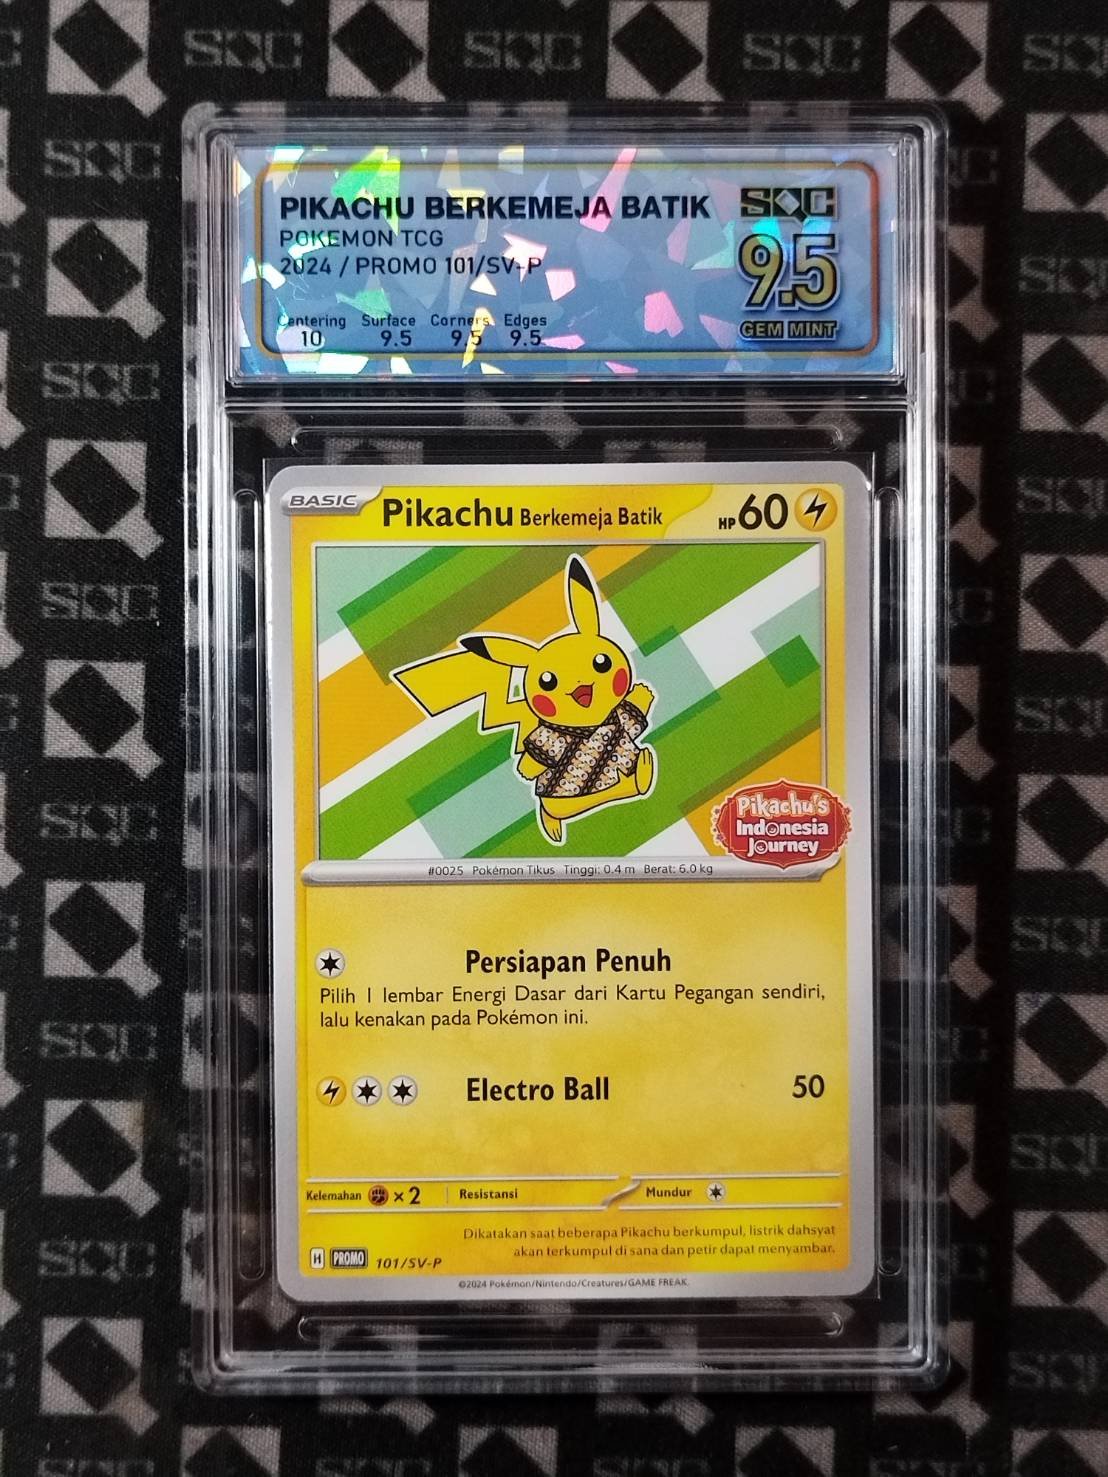 PIKACHU BERKEMEJA BATIK
POKEMON TCG
2024 / PROMO 101/SV-P
Centering Surface Corners Edges
10 9.5 9.5 9.5
SQC
9.5
GEM MINT
BASIC
Pikachu Berkemeja Batik
HP 60
Pikachu's
Indonesia
Journey
#0025 Pokémon Tikus Tinggi: 0.4 m Berat: 6.0 kg
Persiapan Penuh
Pilih 1 lembar Energi Dasar dari Kartu Pegangan sendiri,
lalu kenakan pada Pokémon ini.
Electro Ball 50
Kelemahan × 2 Resistansi Mundur
Dikatakan saat beberapa Pikachu berkumpul, listrik dahsyat
akan terkumpul di sana dan petir dapat menyambar.
H PROMO 101/SV-P
©2024 Pokémon/Nintendo/Creatures/GAME FREAK.